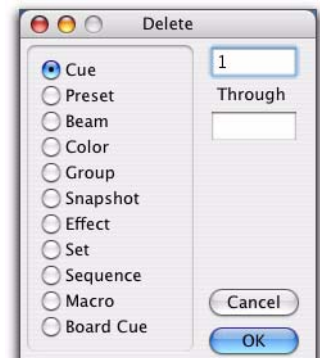 Delete
Cue
Preset
Beam
Color
Group
Snapshot
Effect
Set
Sequence
Macro
Board Cue
1
Through
Cancel
OK